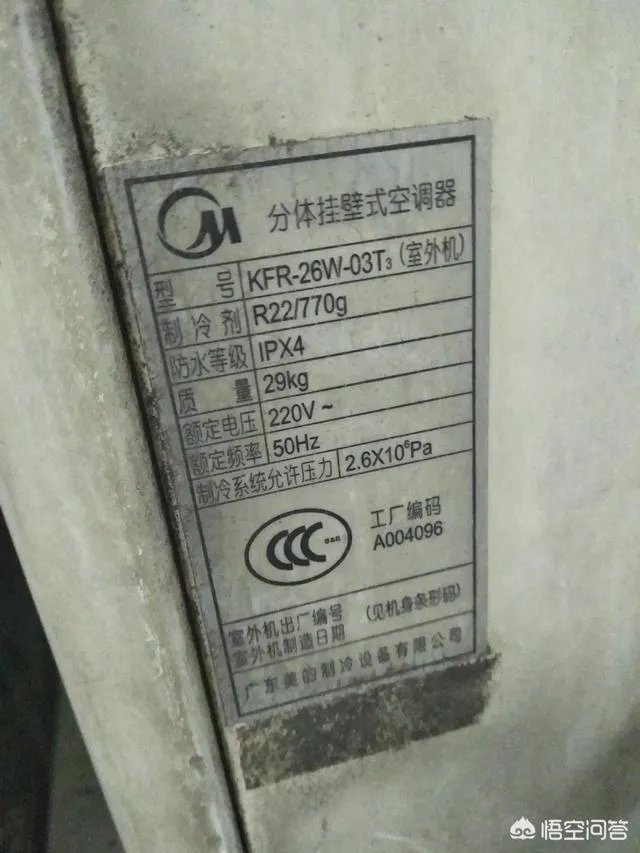 分体挂壁式空调器
型号 KFR-26W-03T₃(室外机)
制冷剂 R22/770g
防水等级 IPX4
质量 29kg
额定电压 220V~
额定频率 50Hz
制冷系统允许压力 2.6X10⁶Pa
CCC S&E
工厂编码
A004096
室外机出厂编号 (见机身条形码)
室外机制造日期
广东美的制冷设备有限公司
悟空问答